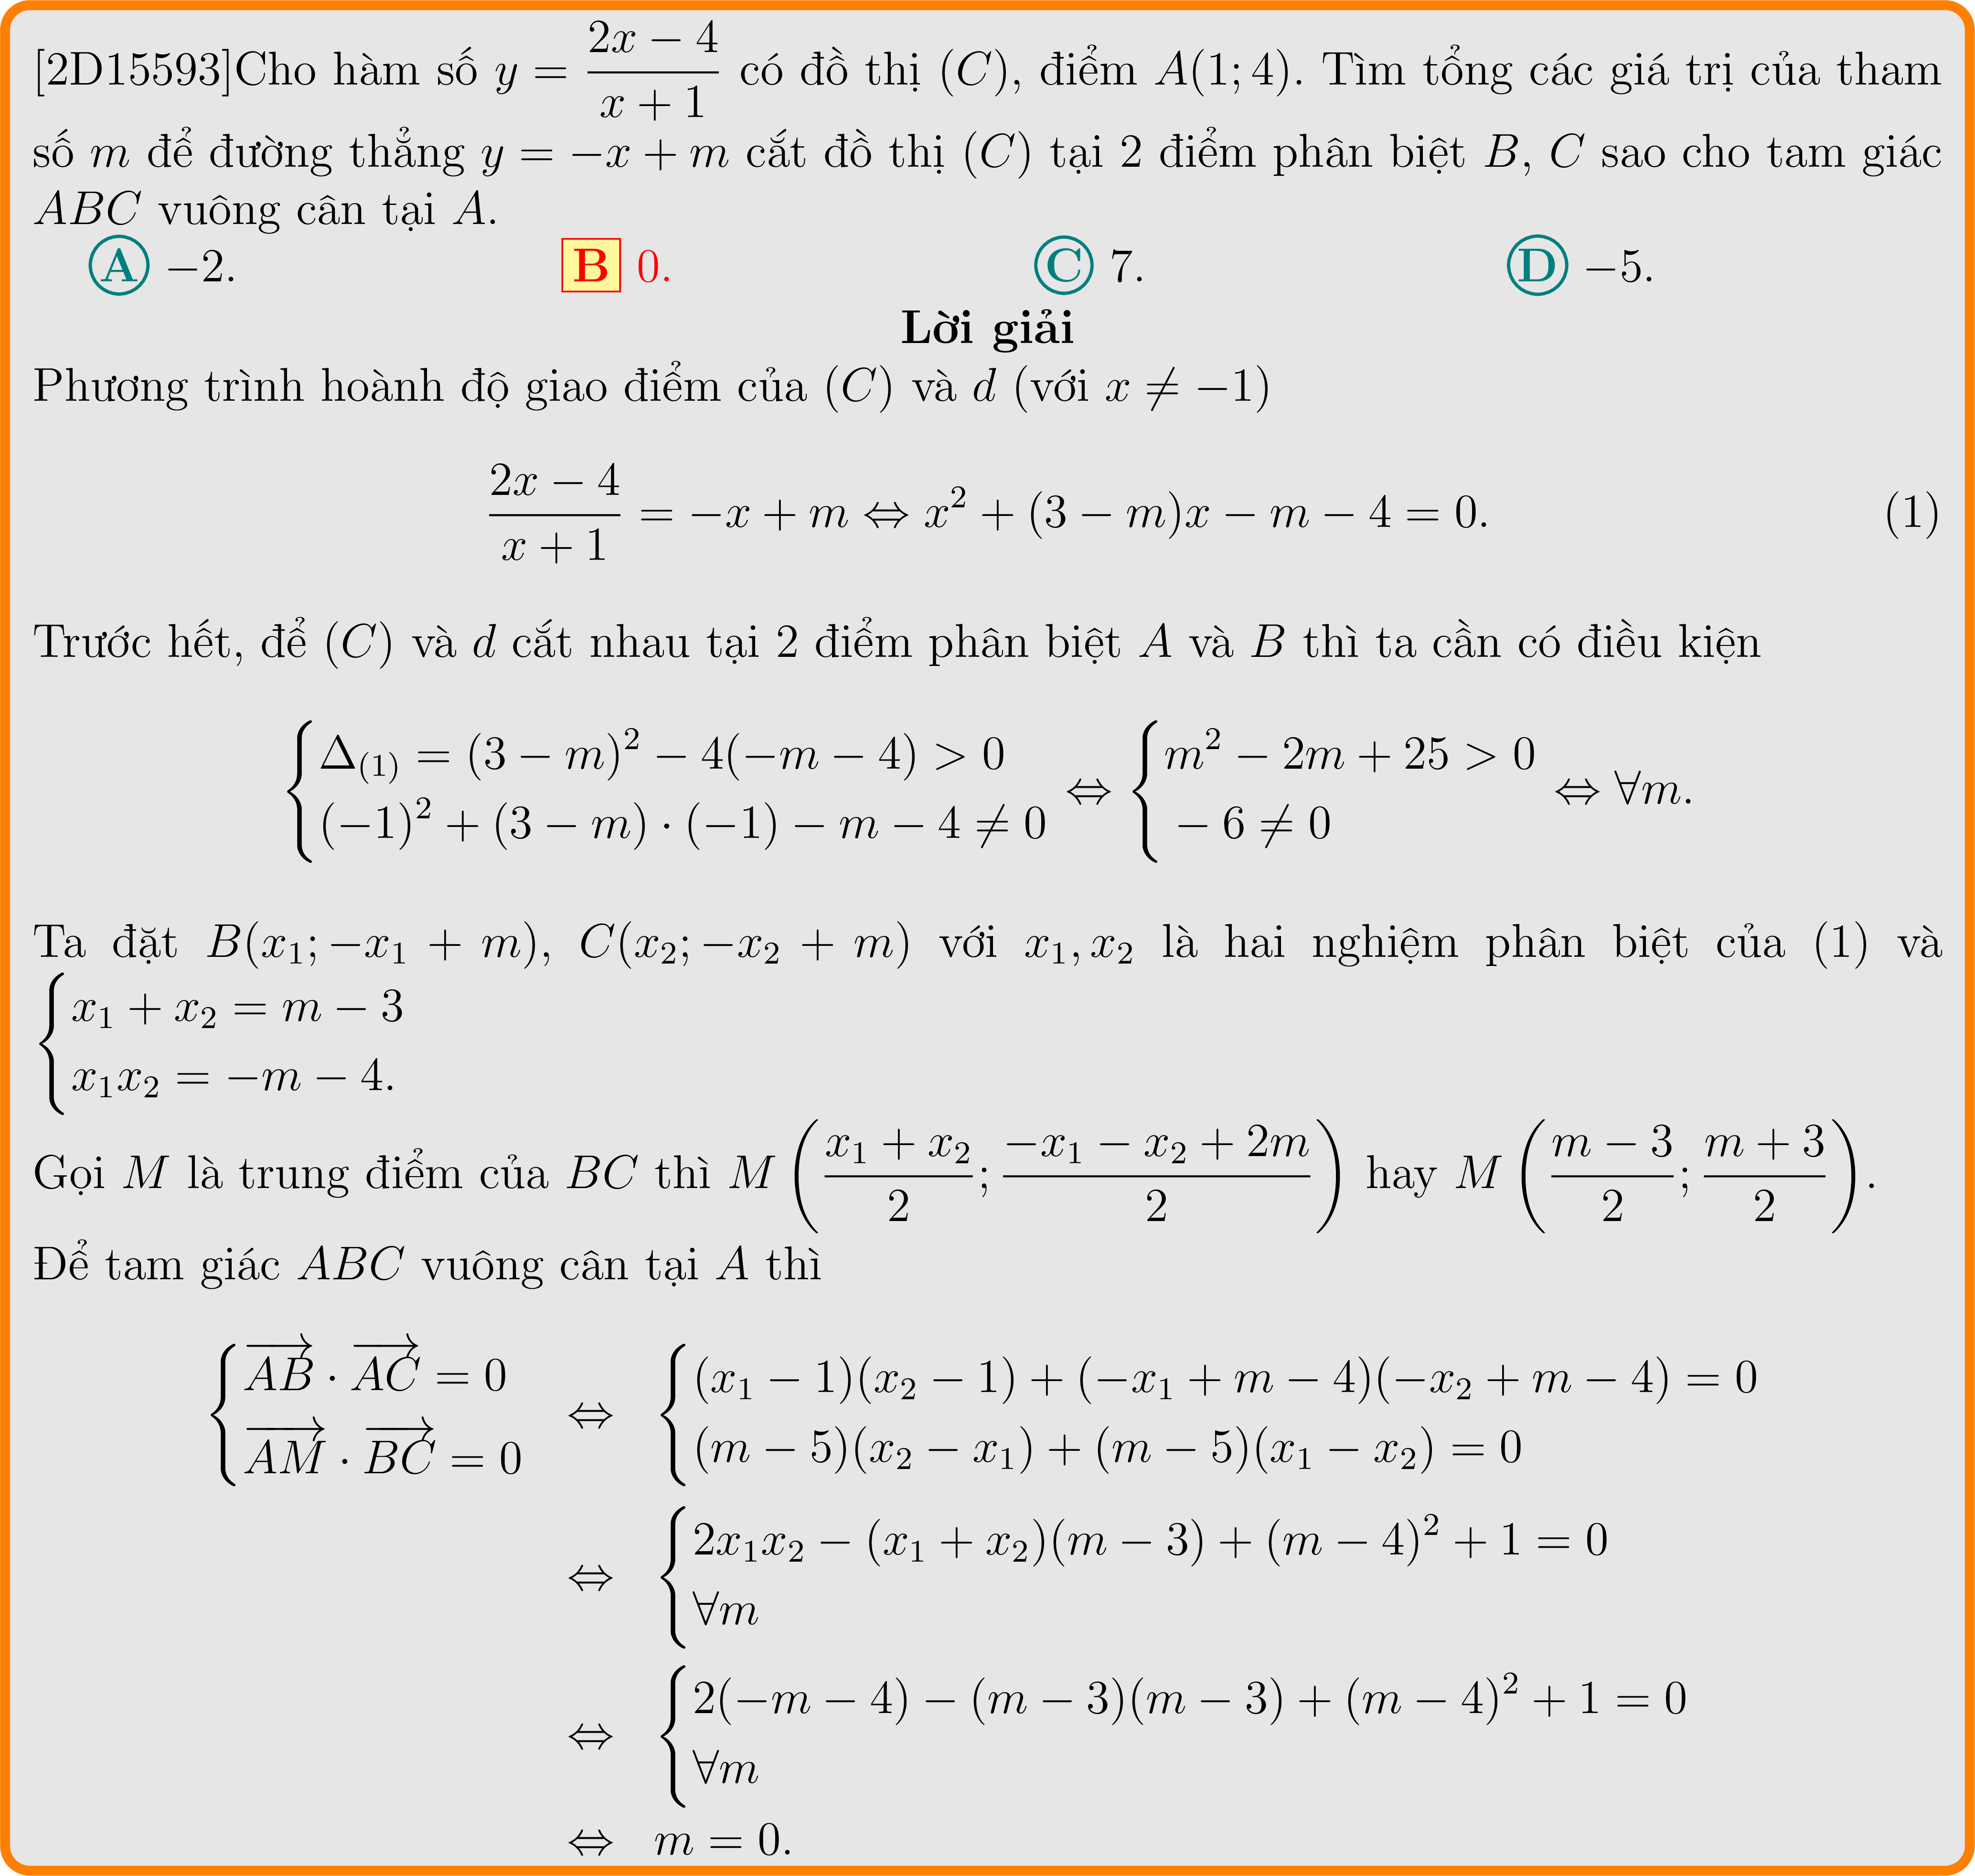 [2D15593]Cho hàm số $y = \dfrac{2x-4}{x+1}$ có đồ thị $(C)$, điểm $A(1;4)$. Tìm tổng các giá trị của tham
số $m$ để đường thẳng $y = -x + m$ cắt đồ thị $(C)$ tại 2 điểm phân biệt $B$, $C$ sao cho tam giác
$ABC$ vuông cân tại $A$.
A $-2$. B $0$. C $7$. D $-5$.
Lời giải
Phương trình hoành độ giao điểm của $(C)$ và $d$ (với $x \neq -1$)
$\dfrac{2x-4}{x+1} = -x + m \Leftrightarrow x^2 + (3-m)x - m - 4 = 0.$ (1)
Trước hết, để $(C)$ và $d$ cắt nhau tại 2 điểm phân biệt $A$ và $B$ thì ta cần có điều kiện
$\begin{cases} \Delta_{(1)} = (3-m)^2 - 4(-m-4) > 0 \\ (-1)^2 + (3-m)\cdot(-1) - m - 4 \neq 0 \end{cases} \Leftrightarrow \begin{cases} m^2 - 2m + 25 > 0 \\ -6 \neq 0 \end{cases} \Leftrightarrow \forall m.$
Ta đặt $B(x_1; -x_1 + m)$, $C(x_2; -x_2 + m)$ với $x_1, x_2$ là hai nghiệm phân biệt của (1) và
$\begin{cases} x_1 + x_2 = m - 3 \\ x_1x_2 = -m - 4. \end{cases}$
Gọi $M$ là trung điểm của $BC$ thì $M\left(\dfrac{x_1+x_2}{2}; \dfrac{-x_1-x_2+2m}{2}\right)$ hay $M\left(\dfrac{m-3}{2}; \dfrac{m+3}{2}\right)$.
Để tam giác $ABC$ vuông cân tại $A$ thì
$\begin{cases} \overrightarrow{AB}\cdot\overrightarrow{AC} = 0 \\ \overrightarrow{AM}\cdot\overrightarrow{BC} = 0 \end{cases} \Leftrightarrow \begin{cases} (x_1-1)(x_2-1) + (-x_1+m-4)(-x_2+m-4) = 0 \\ (m-5)(x_2-x_1) + (m-5)(x_1-x_2) = 0 \end{cases}$
$\Leftrightarrow \begin{cases} 2x_1x_2 - (x_1+x_2)(m-3) + (m-4)^2 + 1 = 0 \\ \forall m \end{cases}$
$\Leftrightarrow \begin{cases} 2(-m-4) - (m-3)(m-3) + (m-4)^2 + 1 = 0 \\ \forall m \end{cases}$
$\Leftrightarrow m = 0.$